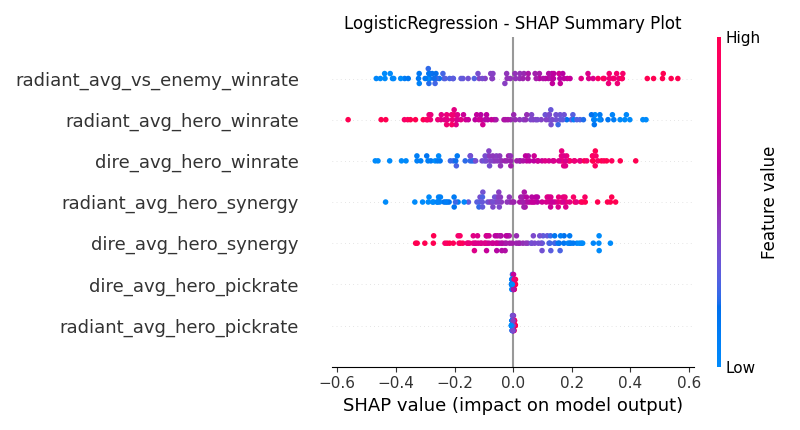 LogisticRegression - SHAP Summary Plot
High
radiant_avg_vs_enemy_winrate
radiant_avg_hero_winrate
dire_avg_hero_winrate
radiant_avg_hero_synergy
dire_avg_hero_synergy
dire_avg_hero_pickrate
radiant_avg_hero_pickrate
Feature value
Low
−0.6 −0.4 −0.2 0.0 0.2 0.4 0.6
SHAP value (impact on model output)